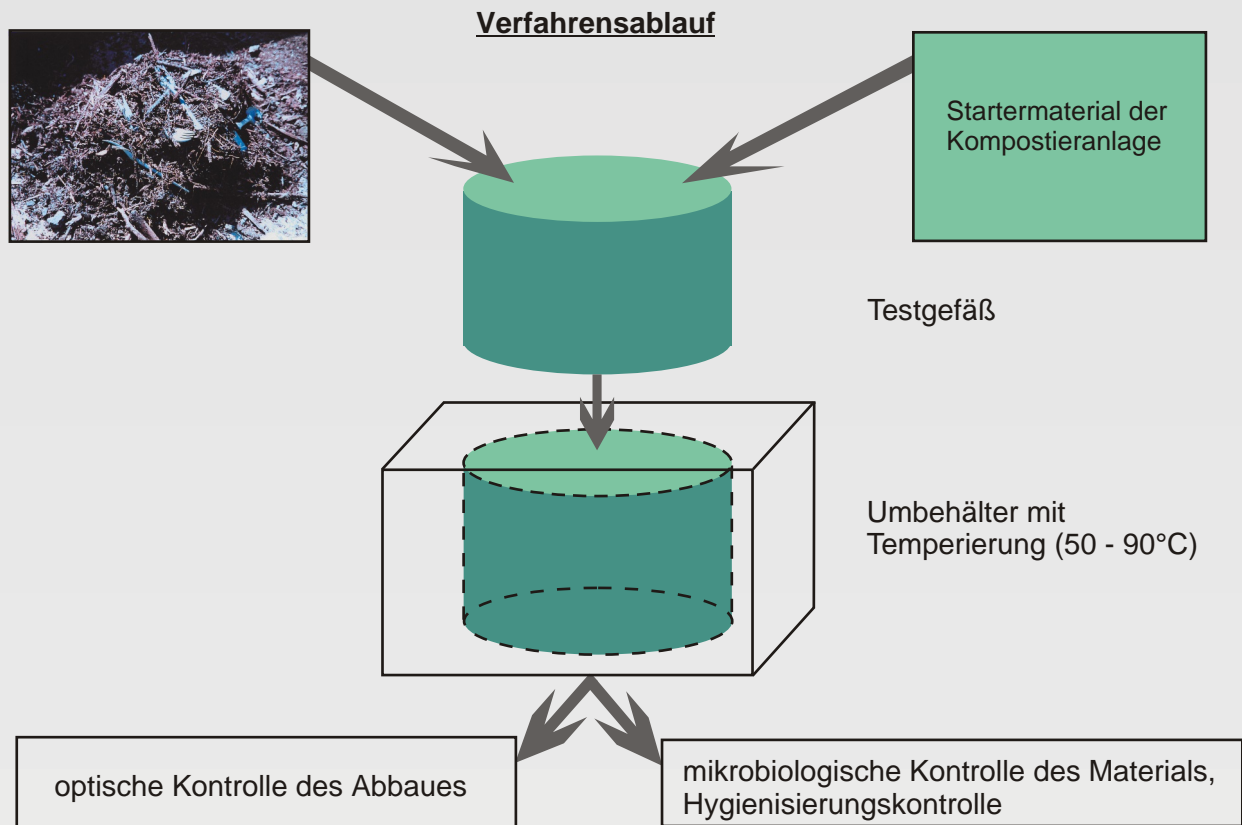 Verfahrensablauf
Startermaterial der
Kompostieranlage
Testgefäß
Umbehälter mit
Temperierung (50 - 90°C)
optische Kontrolle des Abbaues
mikrobiologische Kontrolle des Materials,
Hygienisierungskontrolle